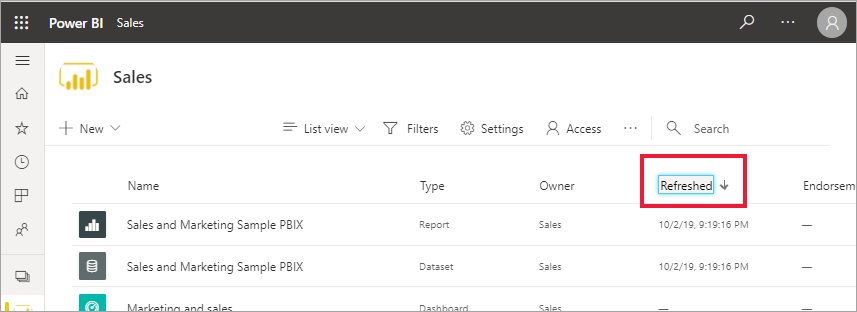 Power BI Sales
Sales
New List view Filters Settings Access Search
Name Type Owner Refreshed Endorsem
Sales and Marketing Sample PBIX Report Sales 10/2/19, 9:19:16 PM —
Sales and Marketing Sample PBIX Dataset Sales 10/2/19, 9:19:16 PM —
Marketing and sales Dashboard Sales — —